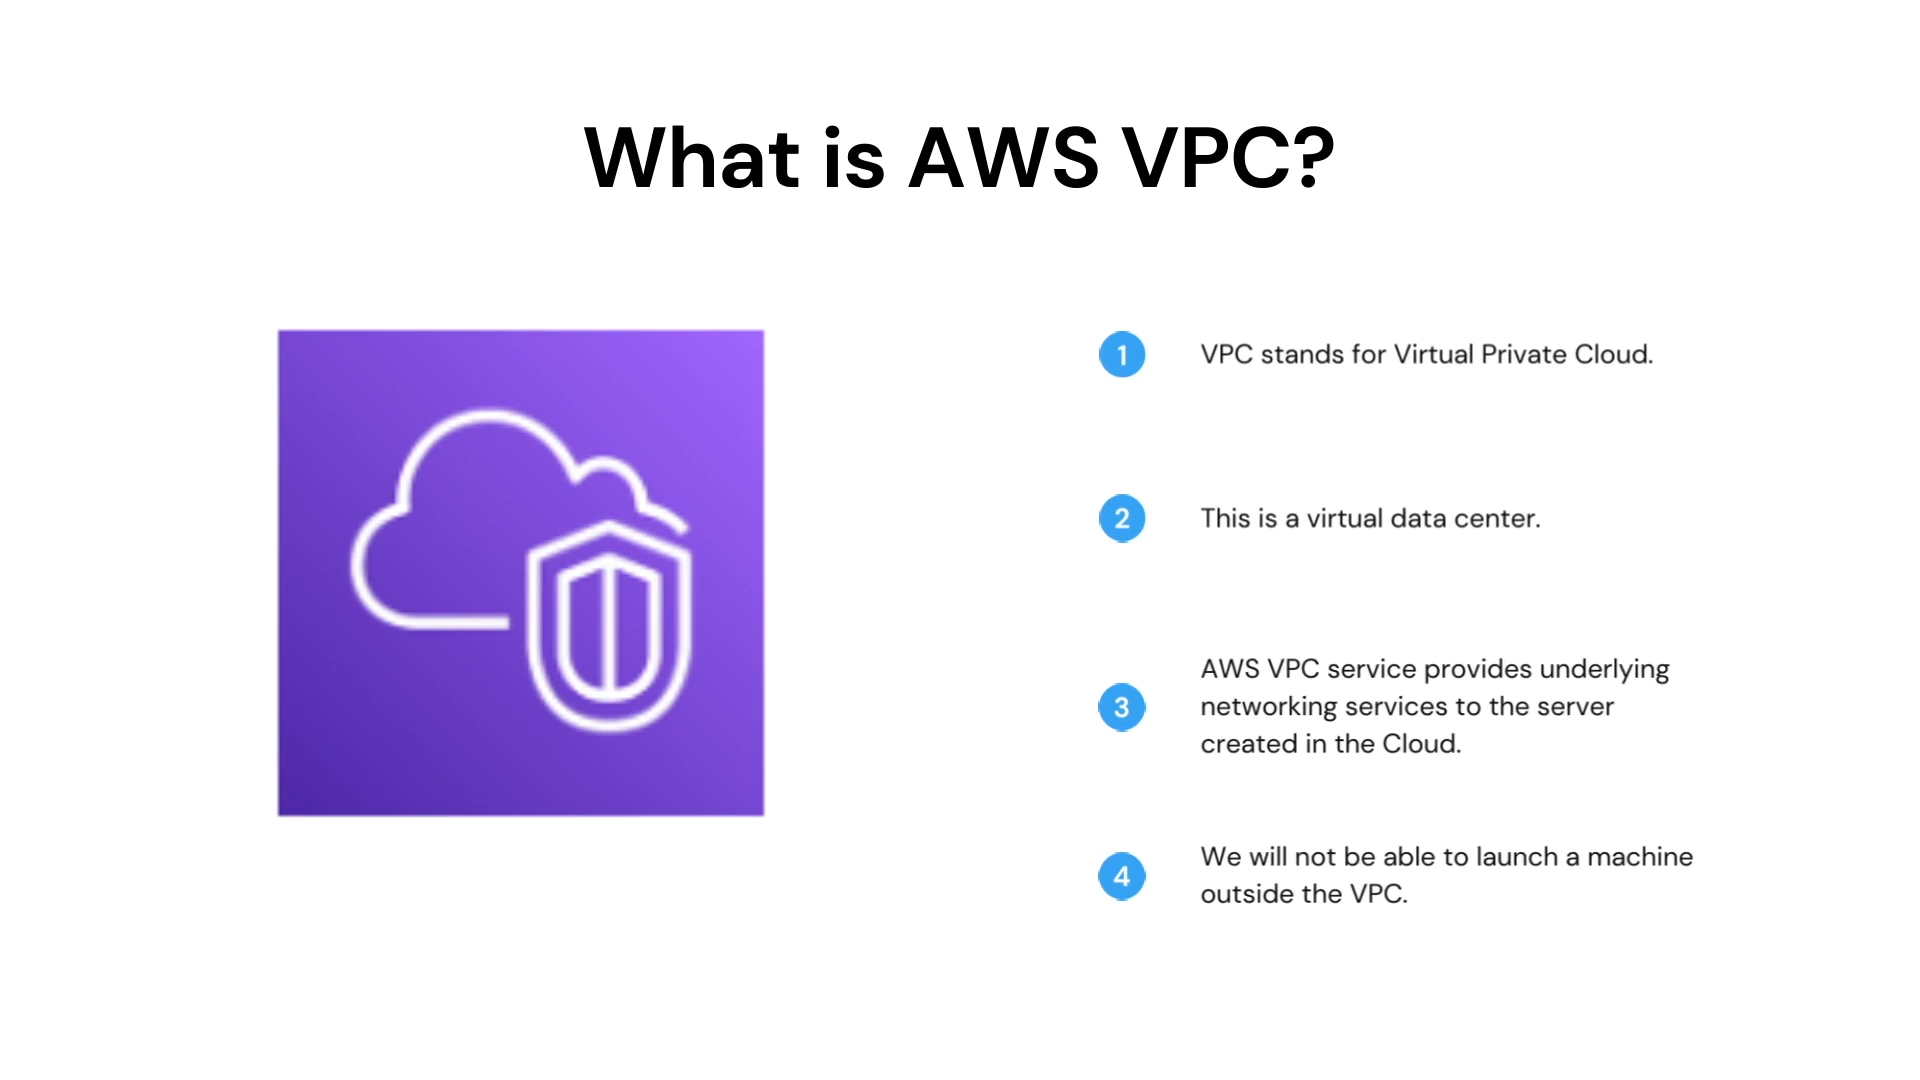 What is AWS VPC?
1 VPC stands for Virtual Private Cloud.
2 This is a virtual data center.
3 AWS VPC service provides underlying
networking services to the server
created in the Cloud.
4 We will not be able to launch a machine
outside the VPC.